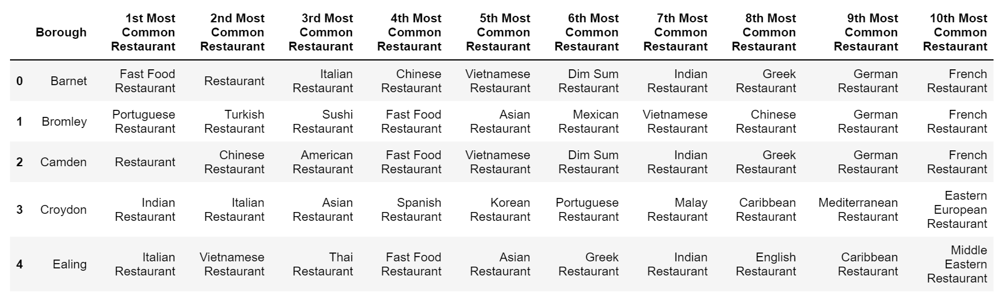 Borough 1st Most Common Restaurant 2nd Most Common Restaurant 3rd Most Common Restaurant 4th Most Common Restaurant 5th Most Common Restaurant 6th Most Common Restaurant 7th Most Common Restaurant 8th Most Common Restaurant 9th Most Common Restaurant 10th Most Common Restaurant
0 Barnet Fast Food Restaurant Restaurant Italian Restaurant Chinese Restaurant Vietnamese Restaurant Dim Sum Restaurant Indian Restaurant Greek Restaurant German Restaurant French Restaurant
1 Bromley Portuguese Restaurant Turkish Restaurant Sushi Restaurant Fast Food Restaurant Asian Restaurant Mexican Restaurant Vietnamese Restaurant Chinese Restaurant German Restaurant French Restaurant
2 Camden Restaurant Chinese Restaurant American Restaurant Fast Food Restaurant Vietnamese Restaurant Dim Sum Restaurant Indian Restaurant Greek Restaurant German Restaurant French Restaurant
3 Croydon Indian Restaurant Italian Restaurant Asian Restaurant Spanish Restaurant Korean Restaurant Portuguese Restaurant Malay Restaurant Caribbean Restaurant Mediterranean Restaurant Eastern European Restaurant
4 Ealing Italian Restaurant Vietnamese Restaurant Thai Restaurant Fast Food Restaurant Asian Restaurant Greek Restaurant Indian Restaurant English Restaurant Caribbean Restaurant Middle Eastern Restaurant